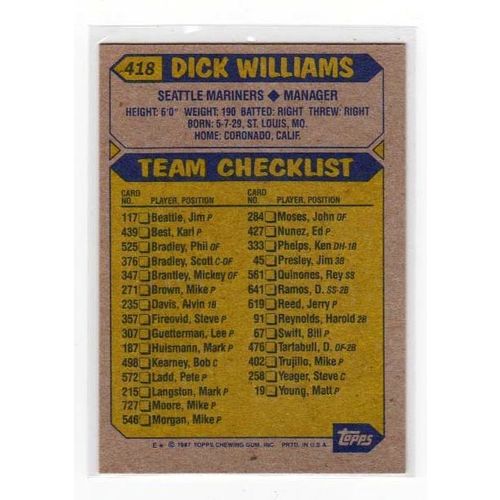 418 DICK WILLIAMS
SEATTLE MARINERS ◆ MANAGER
HEIGHT: 6'0" WEIGHT: 190 BATTED: RIGHT THREW: RIGHT
BORN: 5-7-29, ST. LOUIS, MO.
HOME: CORONADO, CALIF.
TEAM CHECKLIST
CARD
NO. PLAYER, POSITION
117 Beattie, Jim P
439 Best, Karl P
525 Bradley, Phil OF
376 Bradley, Scott C-OF
347 Brantley, Mickey OF
271 Brown, Mike P
235 Davis, Alvin 1B
357 Fireovid, Steve P
307 Guetterman, Lee P
187 Huismann, Mark P
498 Kearney, Bob C
572 Ladd, Pete P
215 Langston, Mark P
727 Moore, Mike P
546 Morgan, Mike P
CARD
NO. PLAYER, POSITION
284 Moses, John OF
427 Nunez, Ed P
333 Phelps, Ken DH-1B
45 Presley, Jim 3B
561 Quinones, Rey SS
641 Ramos, D. SS-2B
619 Reed, Jerry P
91 Reynolds, Harold 2B
67 Swift, Bill P
476 Tartabull, D. OF-2B
402 Trujillo, Mike P
258 Yeager, Steve C
19 Young, Matt P
E* © 1987 TOPPS CHEWING GUM, INC. PRTD. IN U.S.A.
TOPPS